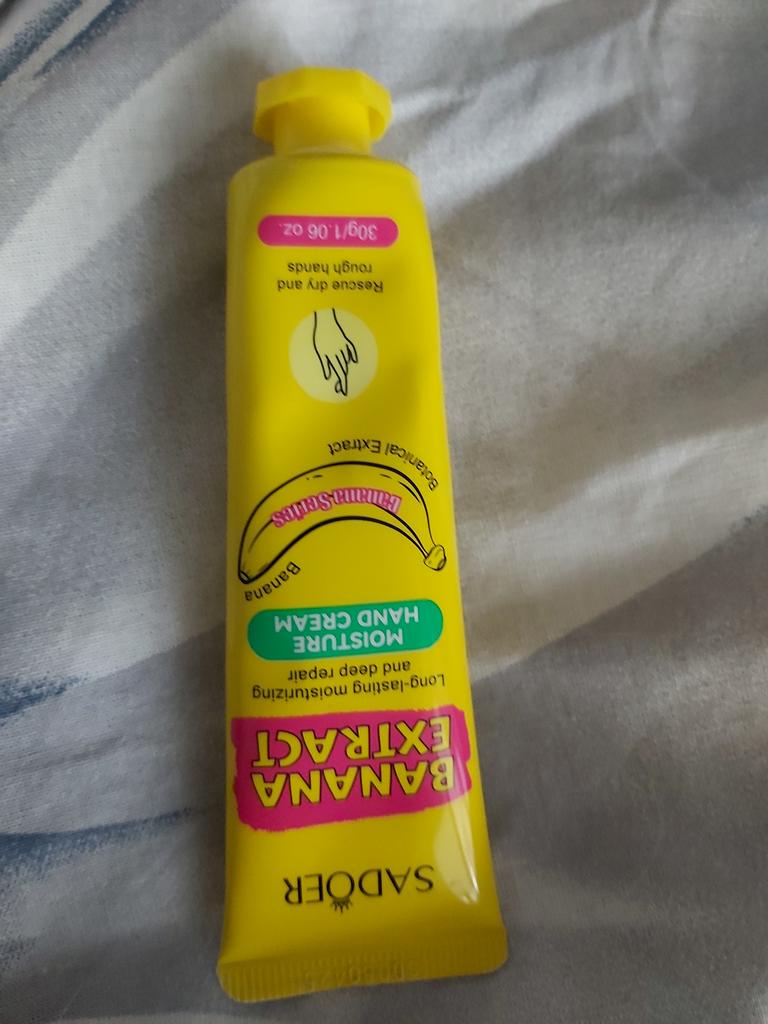 SADOER
BANANA
EXTRACT
Long-lasting moisturizing
and deep repair
MOISTURE
HAND CREAM
Banana
Banana Series
Botanical Extract
Rescue dry and
rough hands
30g/1.06 oz.